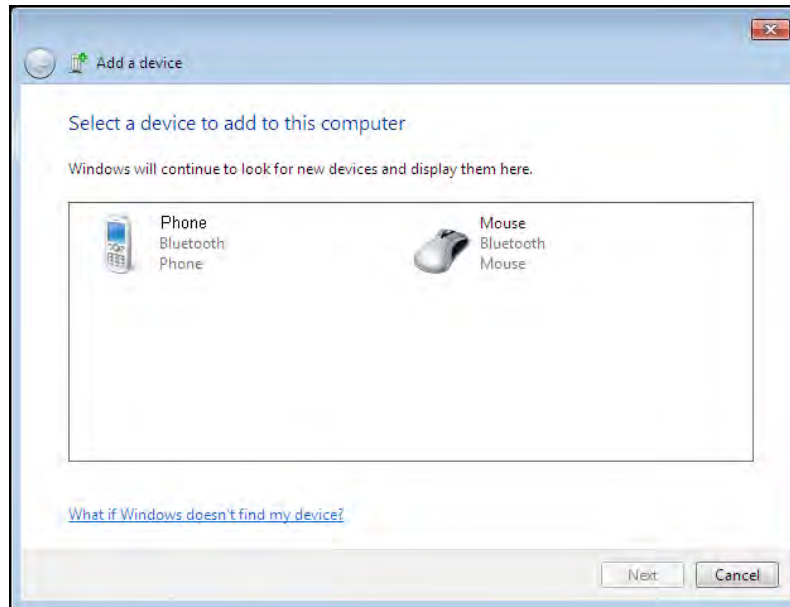 Add a device
Select a device to add to this computer
Windows will continue to look for new devices and display them here.
Phone
Bluetooth
Phone
Mouse
Bluetooth
Mouse
What if Windows doesn't find my device?
Next
Cancel